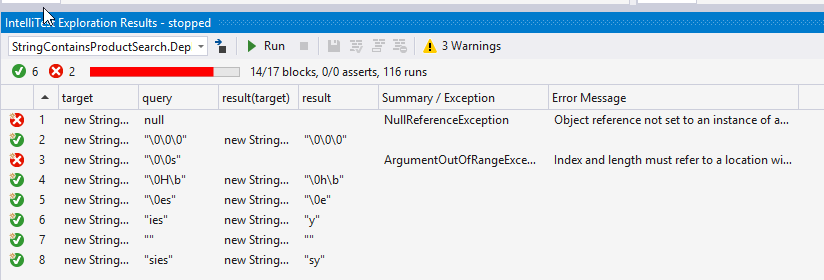 IntelliTest Exploration Results - stopped
StringContainsProductSearch.Dep Run 3 Warnings
6 2 14/17 blocks, 0/0 asserts, 116 runs
target query result(target) result Summary / Exception Error Message
1 new String... null NullReferenceException Object reference not set to an instance of a...
2 new String... "\0\0\0" new String... "\0\0\0"
3 new String... "\0\0s" ArgumentOutOfRangeExce... Index and length must refer to a location wi...
4 new String... "\0H\b" new String... "\0h\b"
5 new String... "\0es" new String... "\0e"
6 new String... "ies" new String... "y"
7 new String... "" new String... ""
8 new String... "sies" new String... "sy"